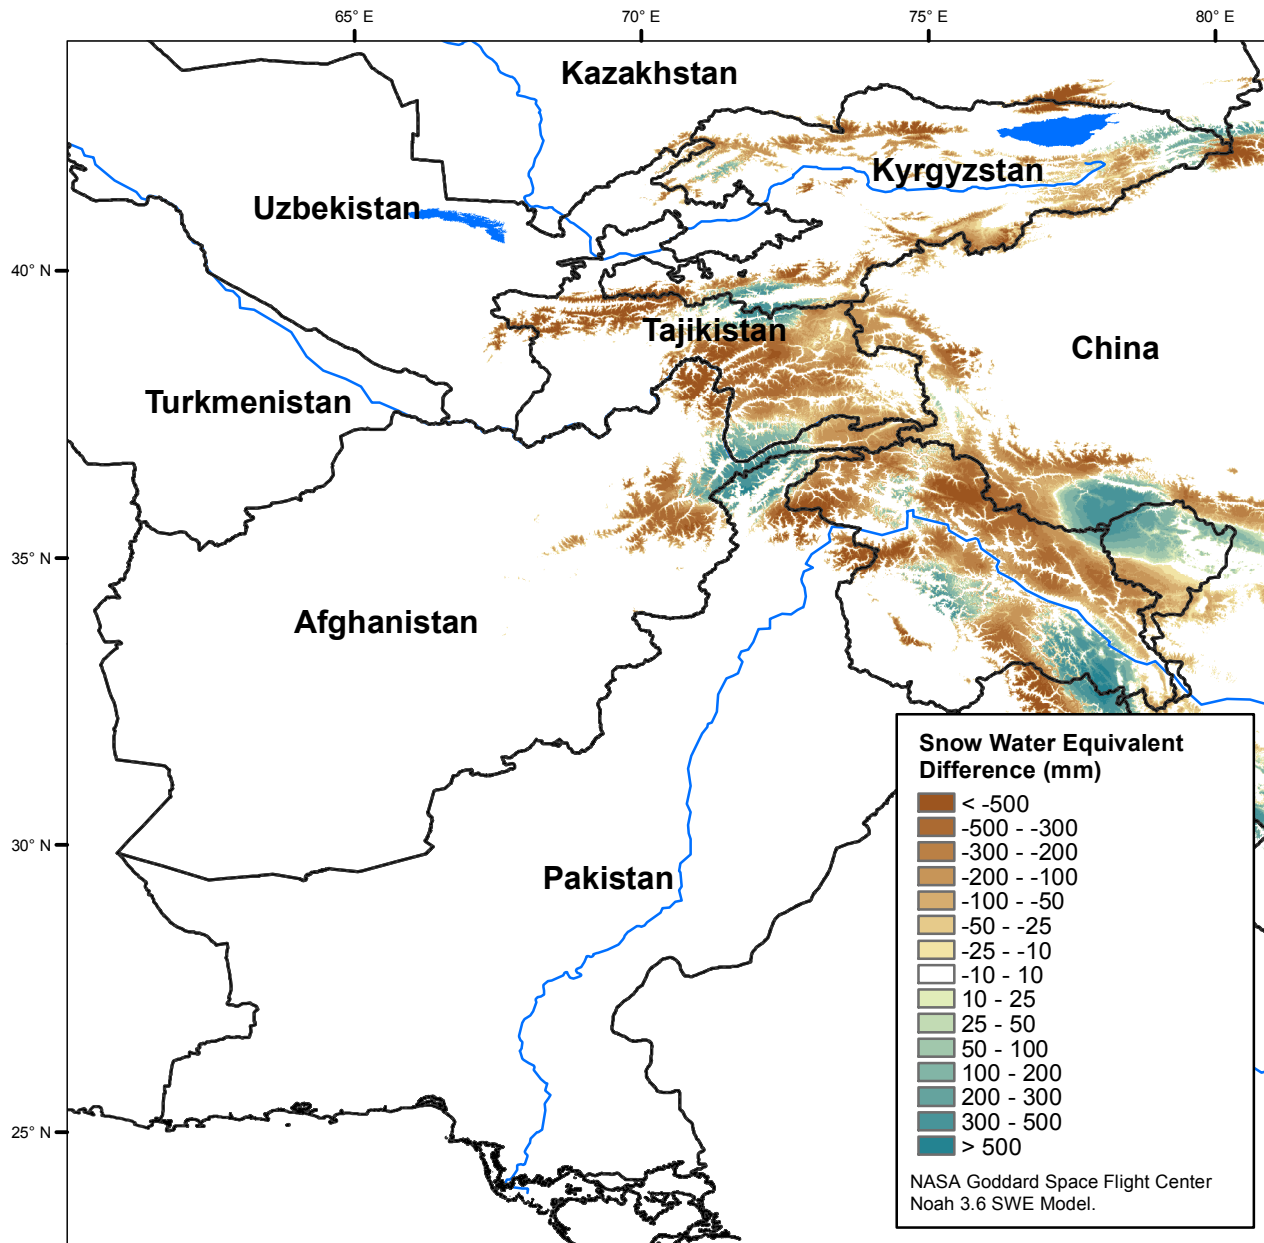 65° E
70° E
75° E
80° E
Kazakhstan
Kyrgyzstan
Uzbekistan
40° N
Tajikistan
China
Turkmenistan
35° N
Afghanistan
Snow Water Equivalent
Difference (mm)
< -500
-500 - -300
-300 - -200
-200 - -100
-100 - -50
-50 - -25
-25 - -10
-10 - 10
10 - 25
25 - 50
50 - 100
100 - 200
200 - 300
300 - 500
> 500
30° N
Pakistan
25° N
NASA Goddard Space Flight Center
Noah 3.6 SWE Model.